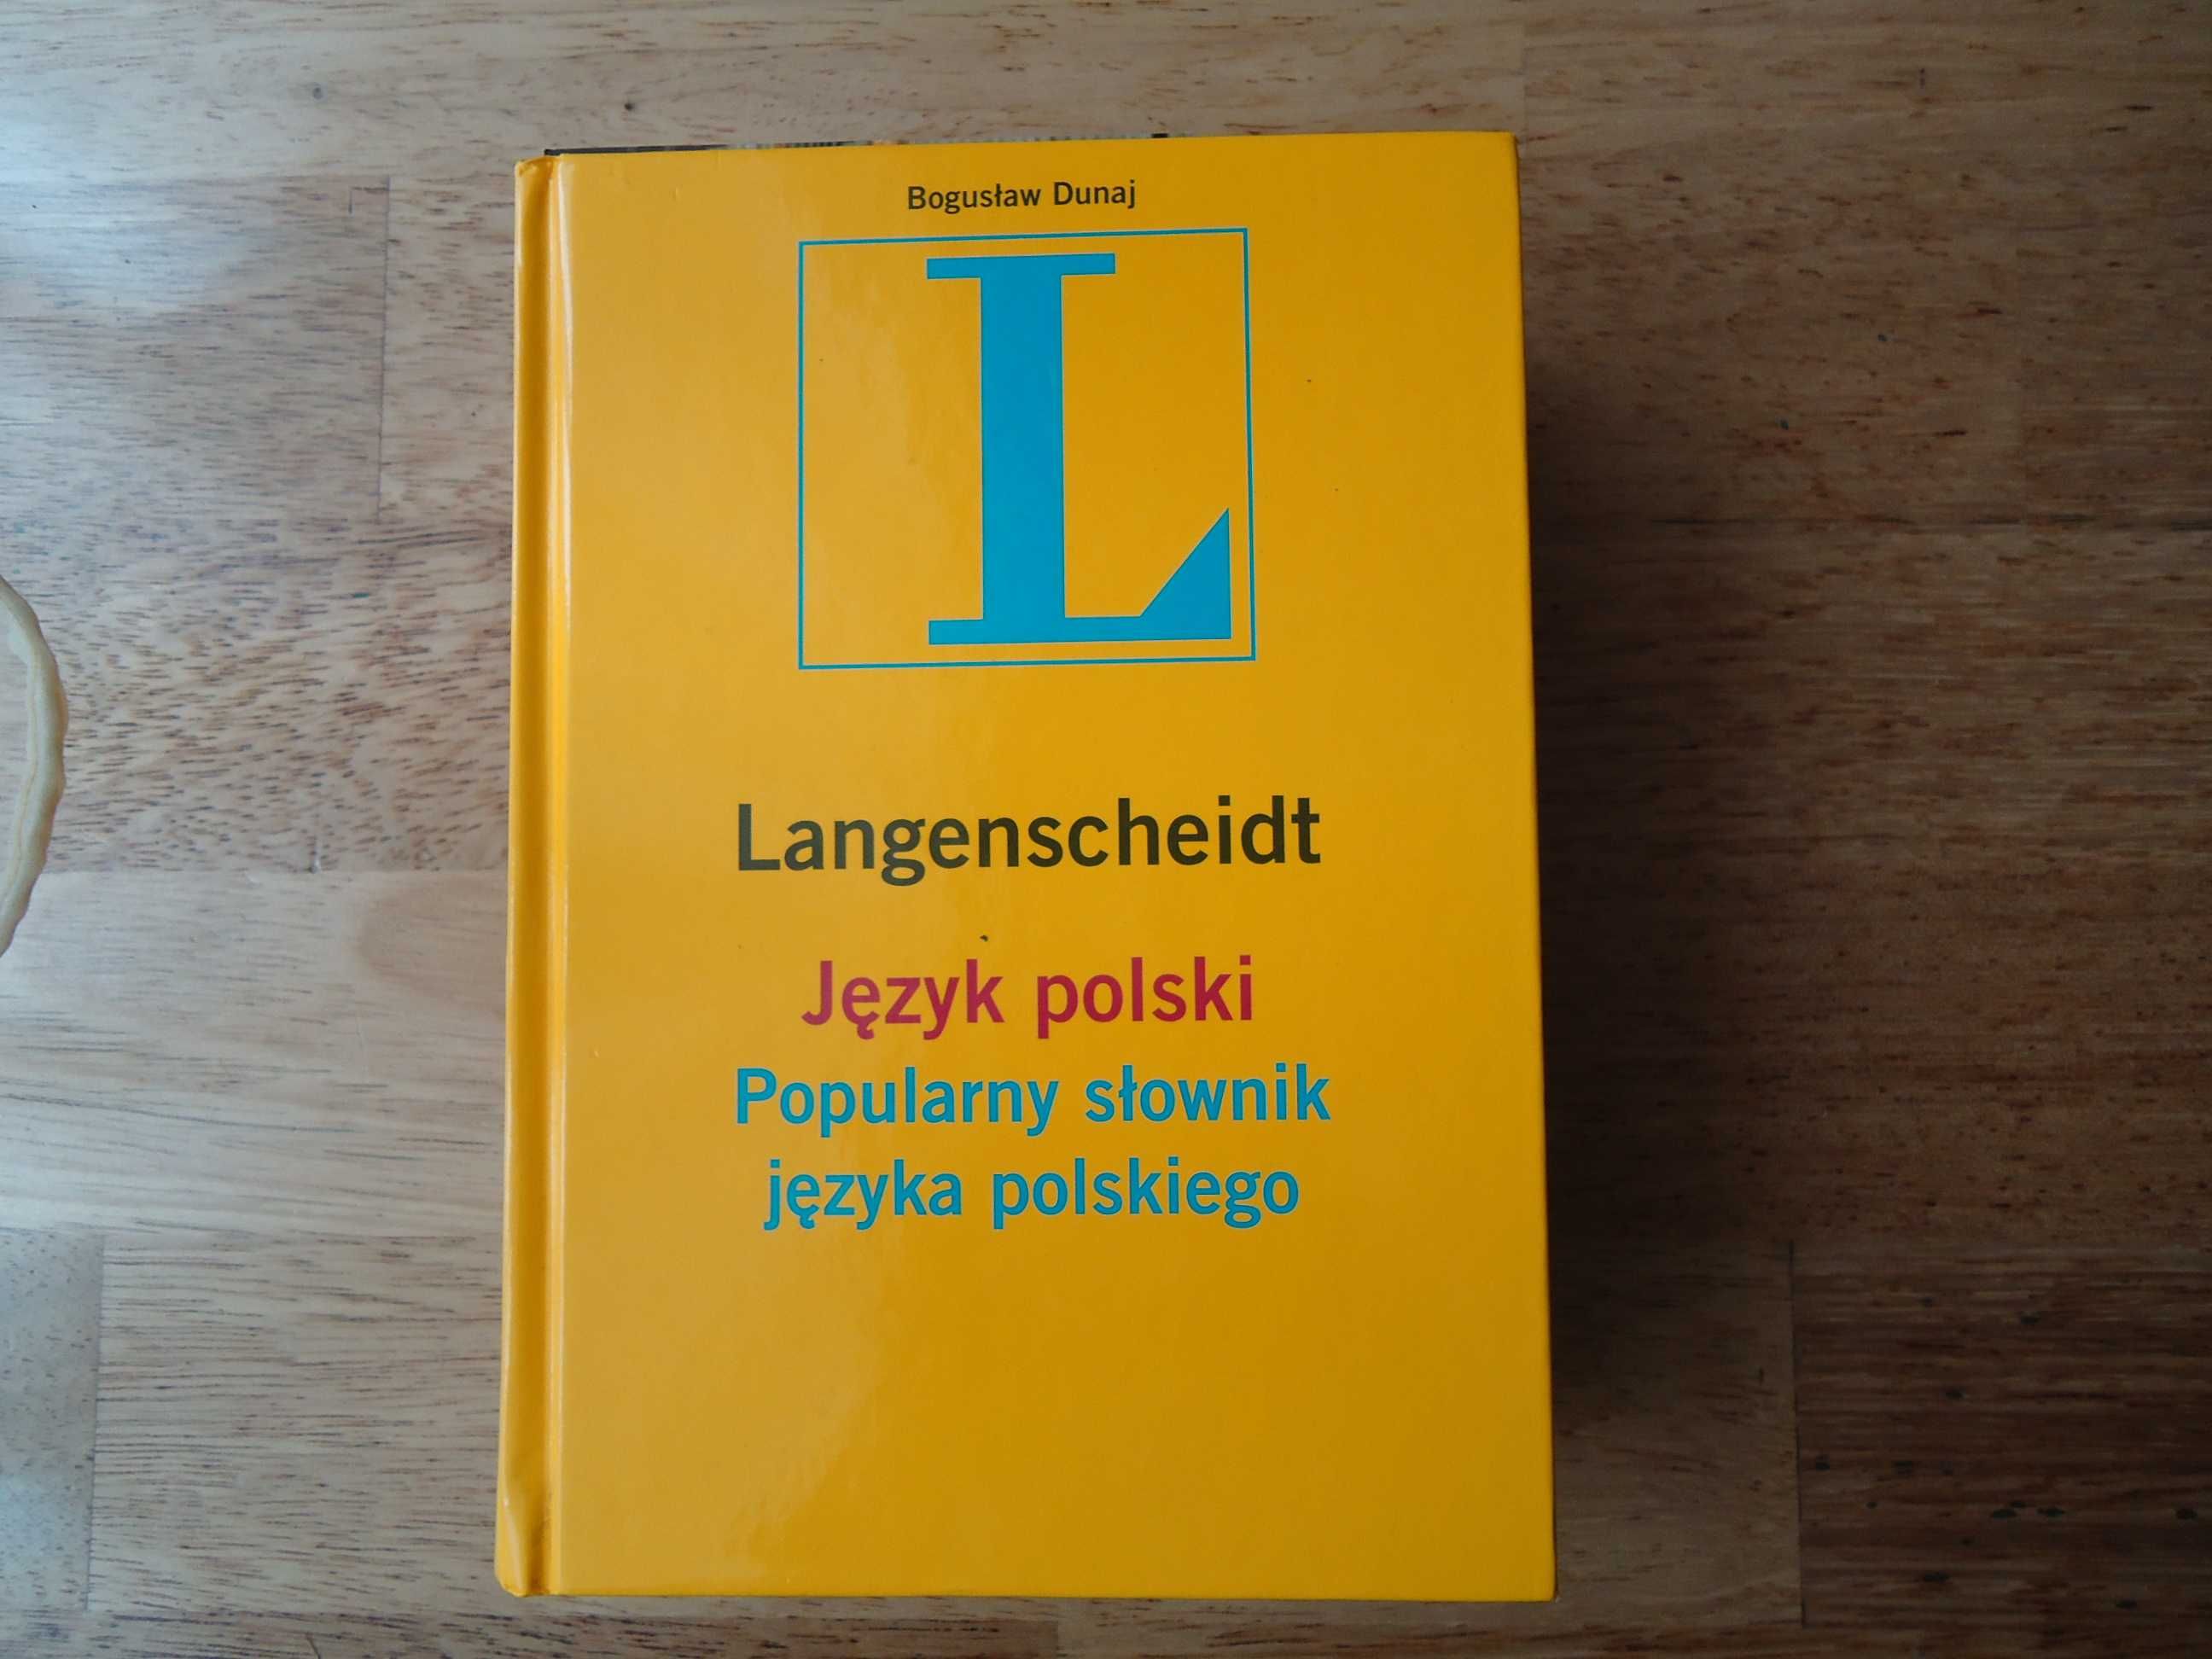 Bogusław Dunaj
L
Langenscheidt
Język polski
Popularny słownik
języka polskiego